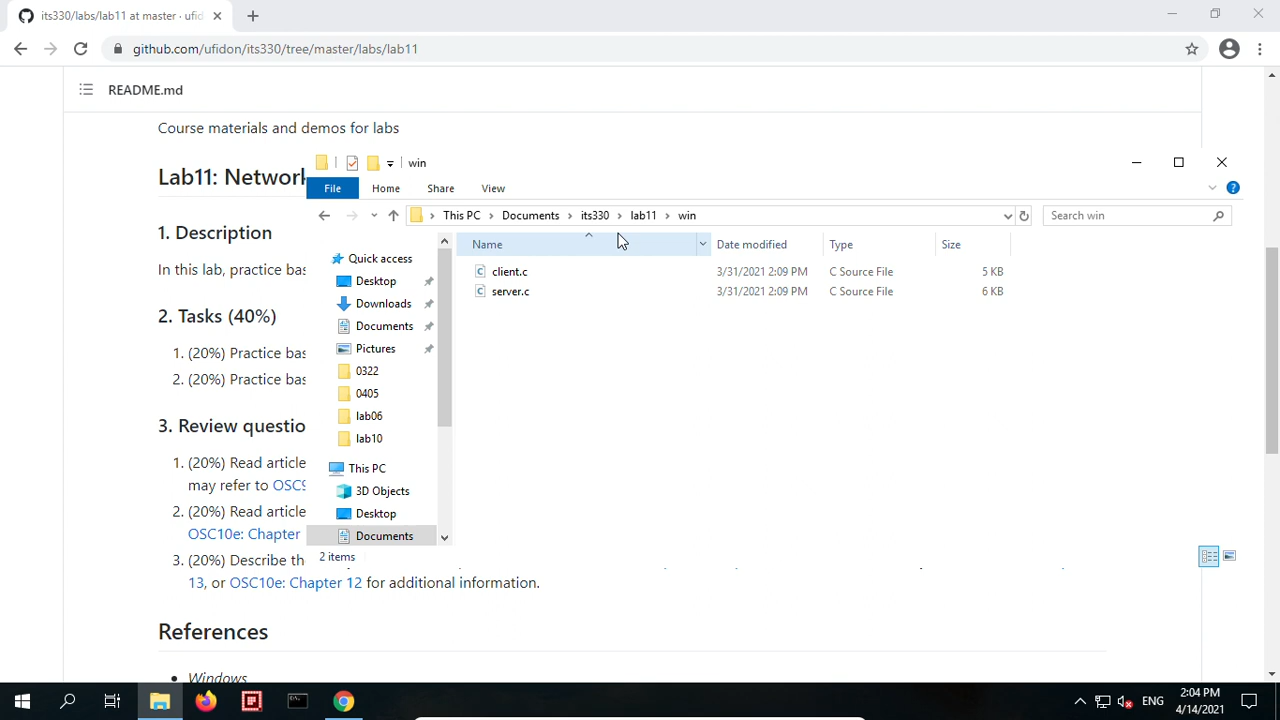 its330/labs/lab11 at master · ufid
github.com/ufidon/its330/tree/master/labs/lab11
README.md
Course materials and demos for labs
Lab11: Network
1. Description
In this lab, practice bas
2. Tasks (40%)
1. (20%) Practice bas
2. (20%) Practice bas
3. Review questio
1. (20%) Read article
may refer to OSC9
2. (20%) Read article
OSC10e: Chapter
3. (20%) Describe th
13, or OSC10e: Chapter 12 for additional information.
References
Windows
win
File Home Share View
This PC › Documents › its330 › lab11 › win
Search win
Name Date modified Type Size
client.c 3/31/2021 2:09 PM C Source File 5 KB
server.c 3/31/2021 2:09 PM C Source File 6 KB
Quick access
Desktop
Downloads
Documents
Pictures
0322
0405
lab06
lab10
This PC
3D Objects
Desktop
Documents
2 items
ENG
2:04 PM
4/14/2021